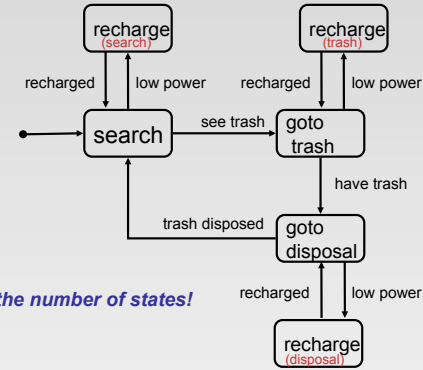 recharge
(search)
recharge
(trash)
recharged
low power
recharged
low power
search
see trash
goto
trash
have trash
trash disposed
goto
disposal
the number of states!
recharged
low power
recharge
(disposal)